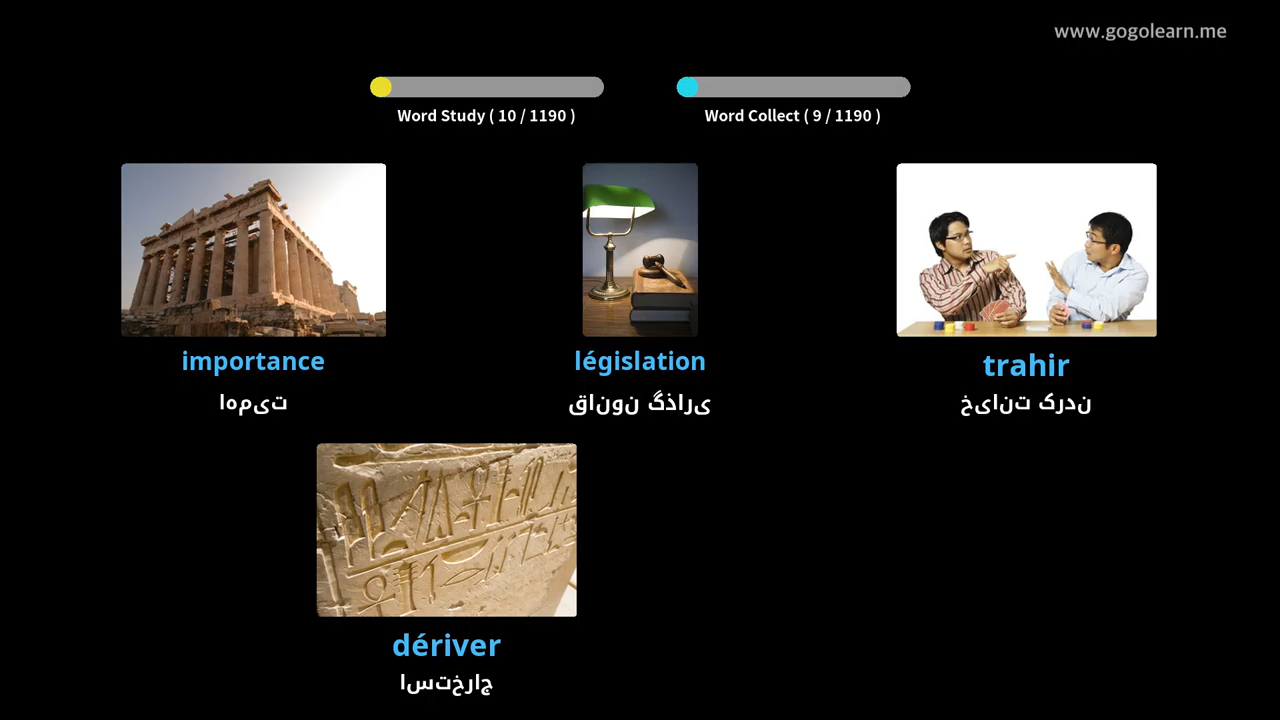 www.gogolearn.me
Word Study ( 10 / 1190 )
Word Collect ( 9 / 1190 )
importance
اهمیت
législation
قانون گذاری
trahir
خیانت کردن
dériver
استخراج